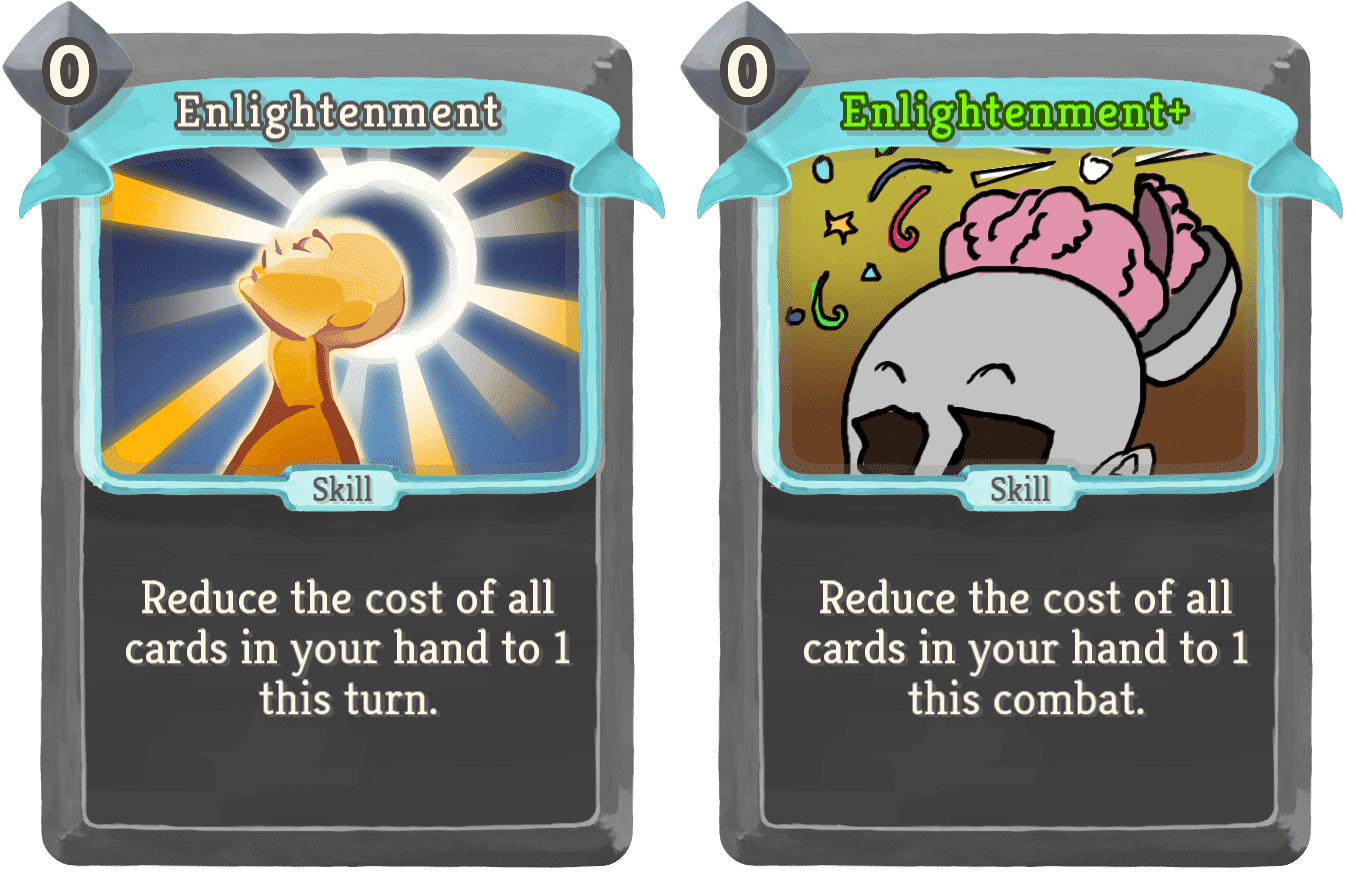 0
Enlightenment
Skill
Reduce the cost of all
cards in your hand to 1
this turn.
0
Enlightenment+
Skill
Reduce the cost of all
cards in your hand to 1
this combat.